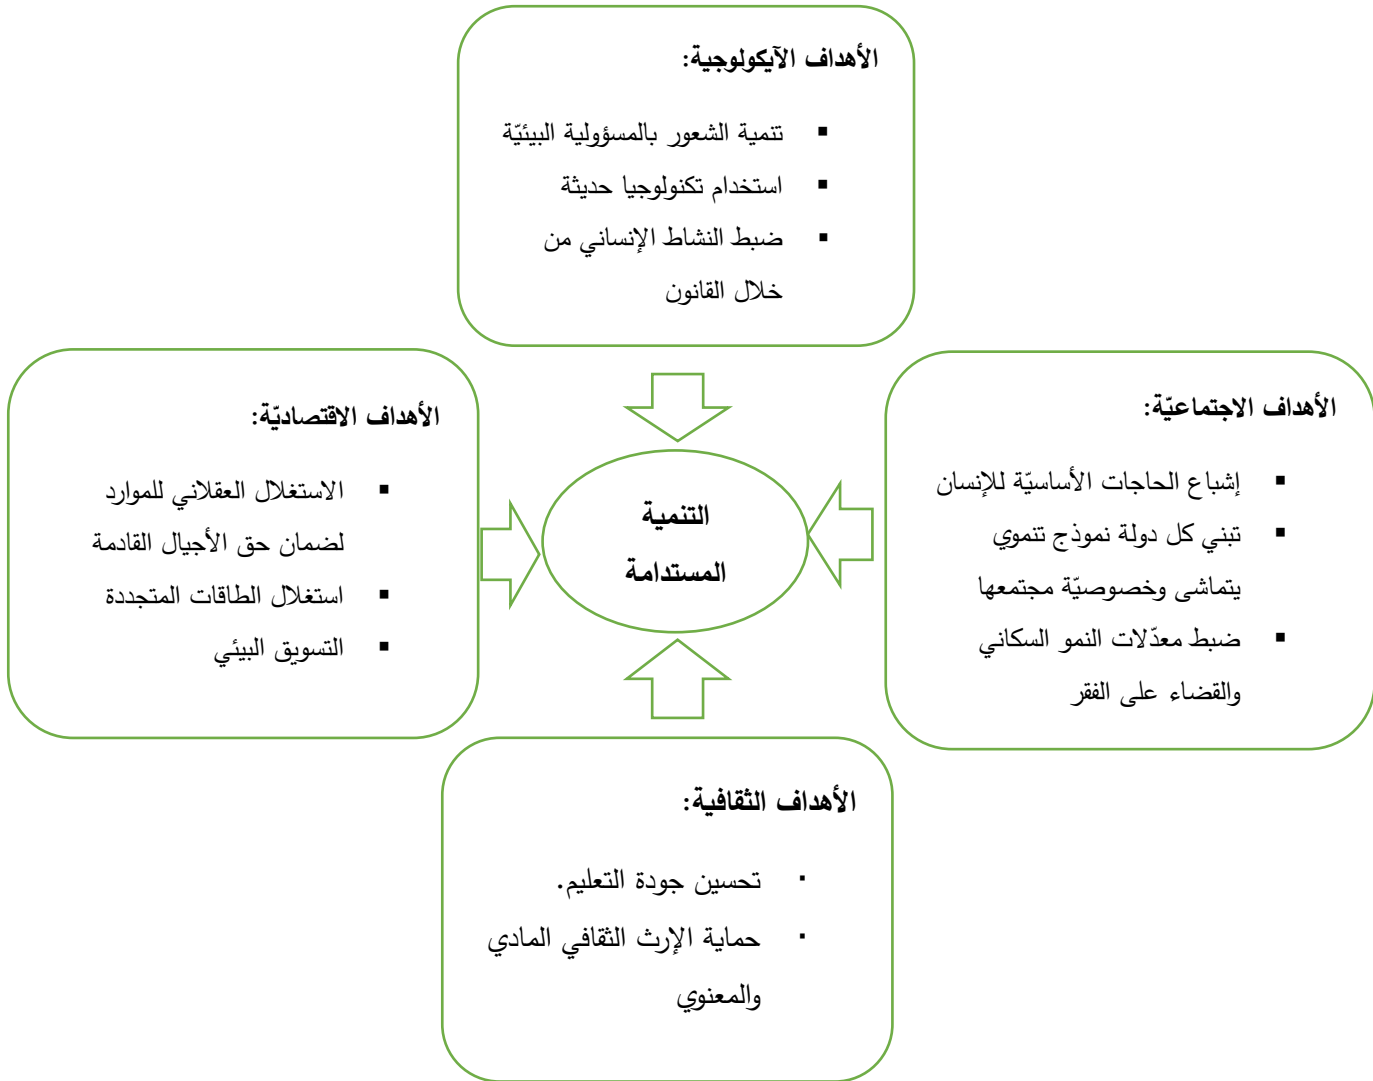 الأهداف الآيكولوجية:
▪ تنمية الشعور بالمسؤولية البيئيّة
▪ استخدام تكنولوجيا حديثة
▪ ضبط النشاط الإنساني من
خلال القانون
الأهداف الاجتماعيّة:
▪ إشباع الحاجات الأساسيّة للإنسان
▪ تبني كل دولة نموذج تنموي
يتماشى وخصوصيّة مجتمعها
▪ ضبط معدّلات النمو السكاني
والقضاء على الفقر
التنمية
المستدامة
الأهداف الاقتصاديّة:
▪ الاستغلال العقلاني للموارد
لضمان حق الأجيال القادمة
▪ استغلال الطاقات المتجددة
▪ التسويق البيئي
الأهداف الثقافية:
▪ تحسين جودة التعليم.
▪ حماية الإرث الثقافي المادي
والمعنوي